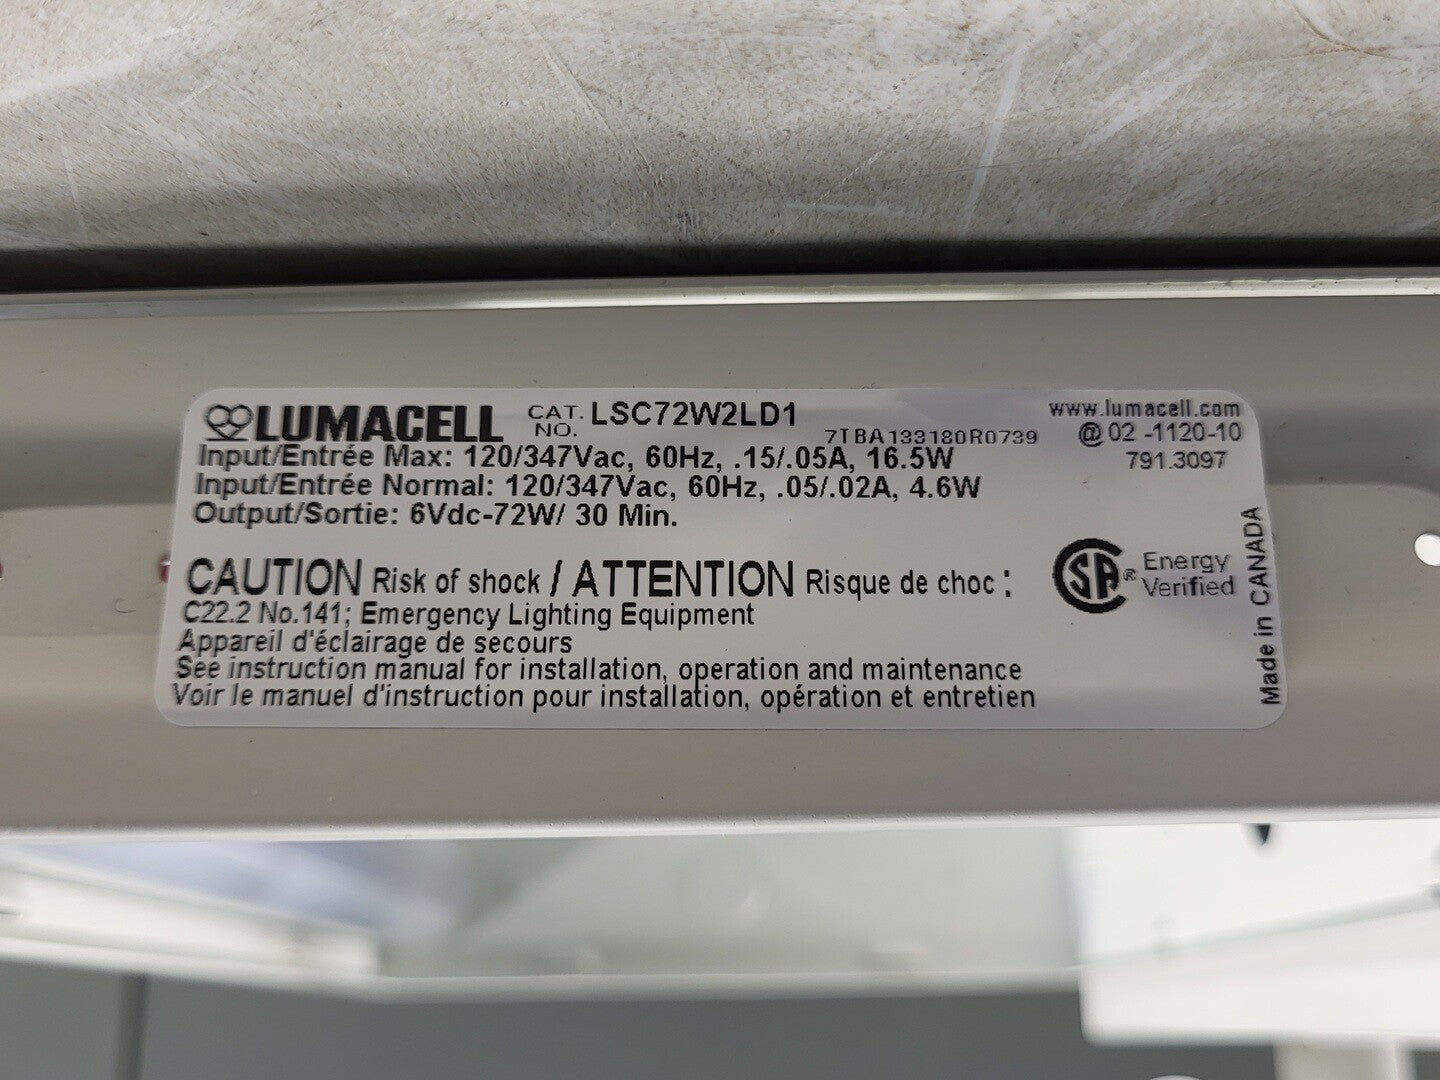 LUMACELL CAT. NO. LSC72W2LD1
7TBA133180R0739
www.lumacell.com
@ 02 -1120-10
791.3097
Input/Entrée Max: 120/347Vac, 60Hz, .15/.05A, 16.5W
Input/Entrée Normal: 120/347Vac, 60Hz, .05/.02A, 4.6W
Output/Sortie: 6Vdc-72W/ 30 Min.
CAUTION Risk of shock / ATTENTION Risque de choc :
C22.2 No.141; Emergency Lighting Equipment
Appareil d'éclairage de secours
See instruction manual for installation, operation and maintenance
Voir le manuel d'instruction pour installation, opération et entretien
CSA ® Energy
Verified
Made in CANADA